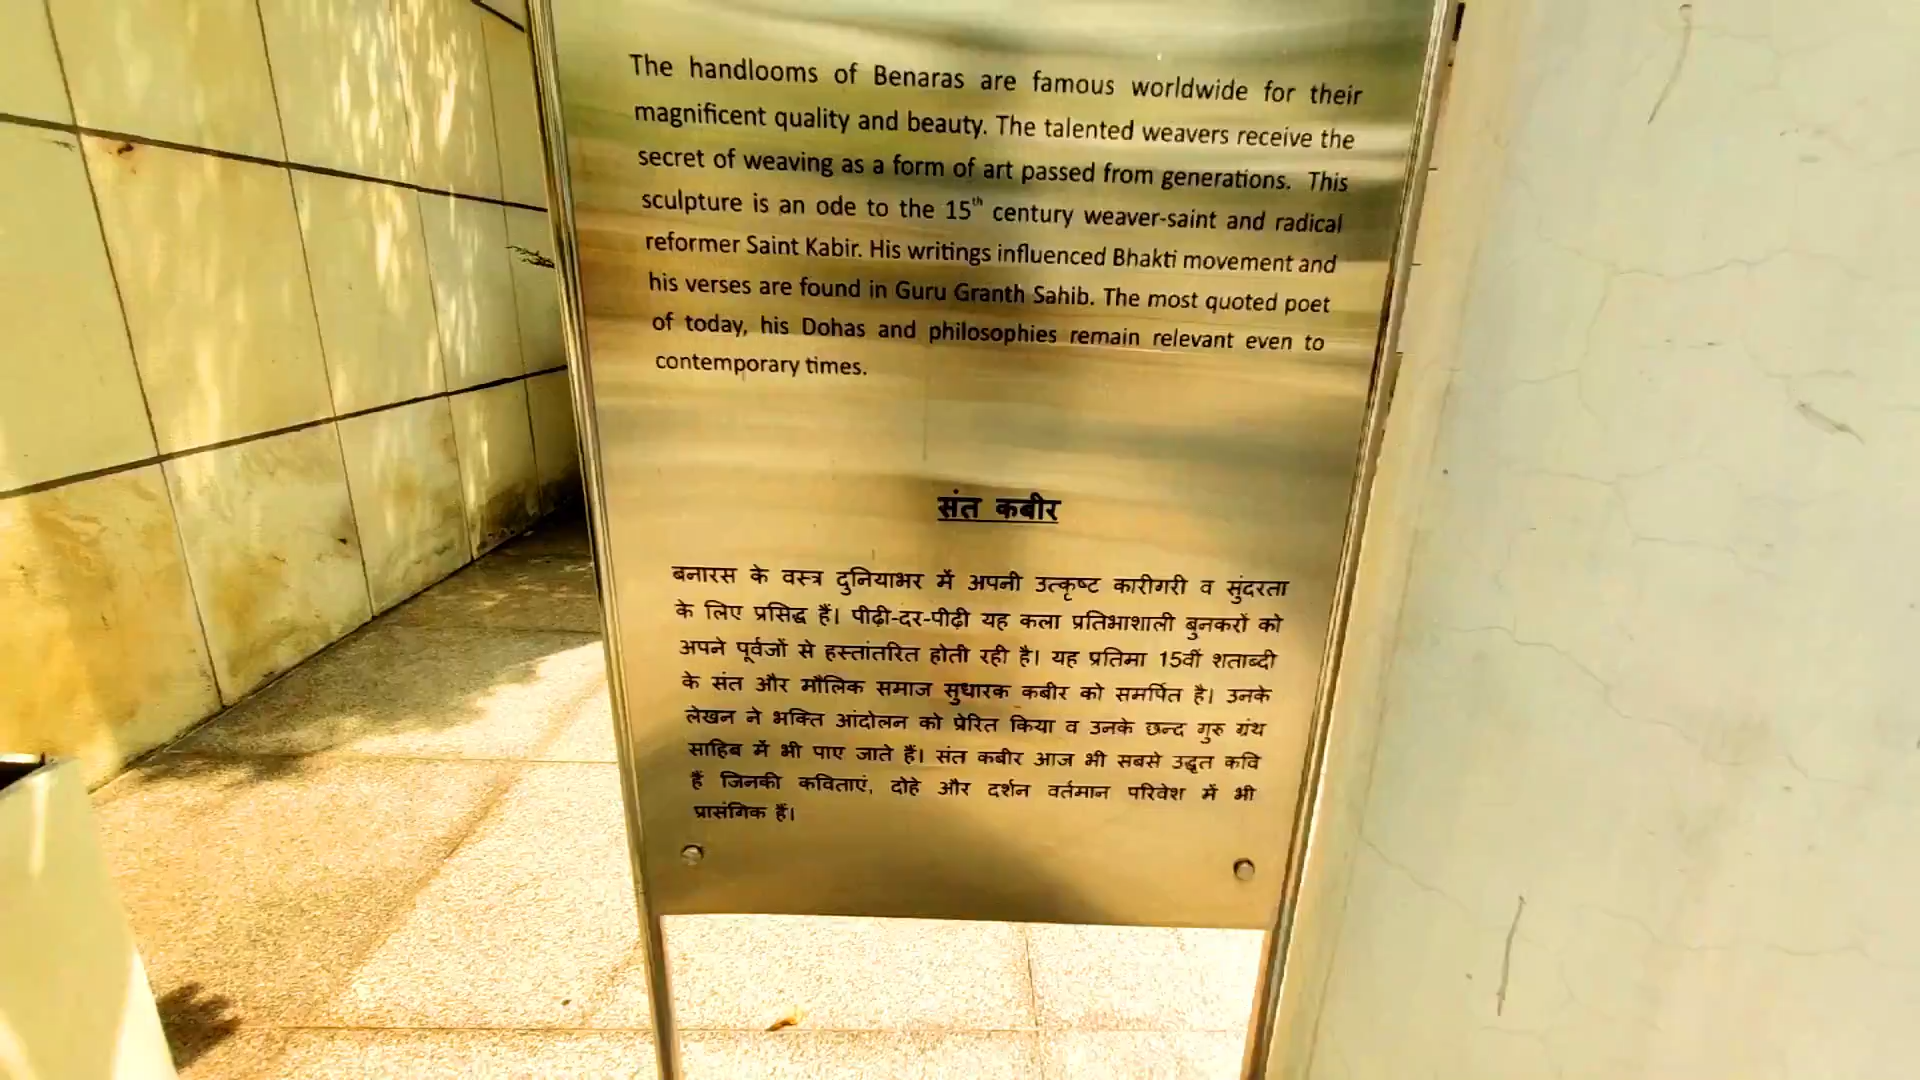 The handlooms of Benaras are famous worldwide for their
magnificent quality and beauty. The talented weavers receive the
secret of weaving as a form of art passed from generations. This
sculpture is an ode to the 15th century weaver-saint and radical
reformer Saint Kabir. His writings influenced Bhakti movement and
his verses are found in Guru Granth Sahib. The most quoted poet
of today, his Dohas and philosophies remain relevant even to
contemporary times.
संत कबीर
बनारस के वस्त्र दुनियाभर में अपनी उत्कृष्ट कारीगरी व सुंदरता
के लिए प्रसिद्ध हैं। पीढ़ी-दर-पीढ़ी यह कला प्रतिभाशाली बुनकरों को
अपने पूर्वजों से हस्तांतरित होती रही है। यह प्रतिमा 15वीं शताब्दी
के संत और मौलिक समाज सुधारक कबीर को समर्पित है। उनके
लेखन ने भक्ति आंदोलन को प्रेरित किया व उनके छन्द गुरु ग्रंथ
साहिब में भी पाए जाते हैं। संत कबीर आज भी सबसे उद्धृत कवि
हैं जिनकी कविताएं, दोहे और दर्शन वर्तमान परिवेश में भी
प्रासंगिक हैं।